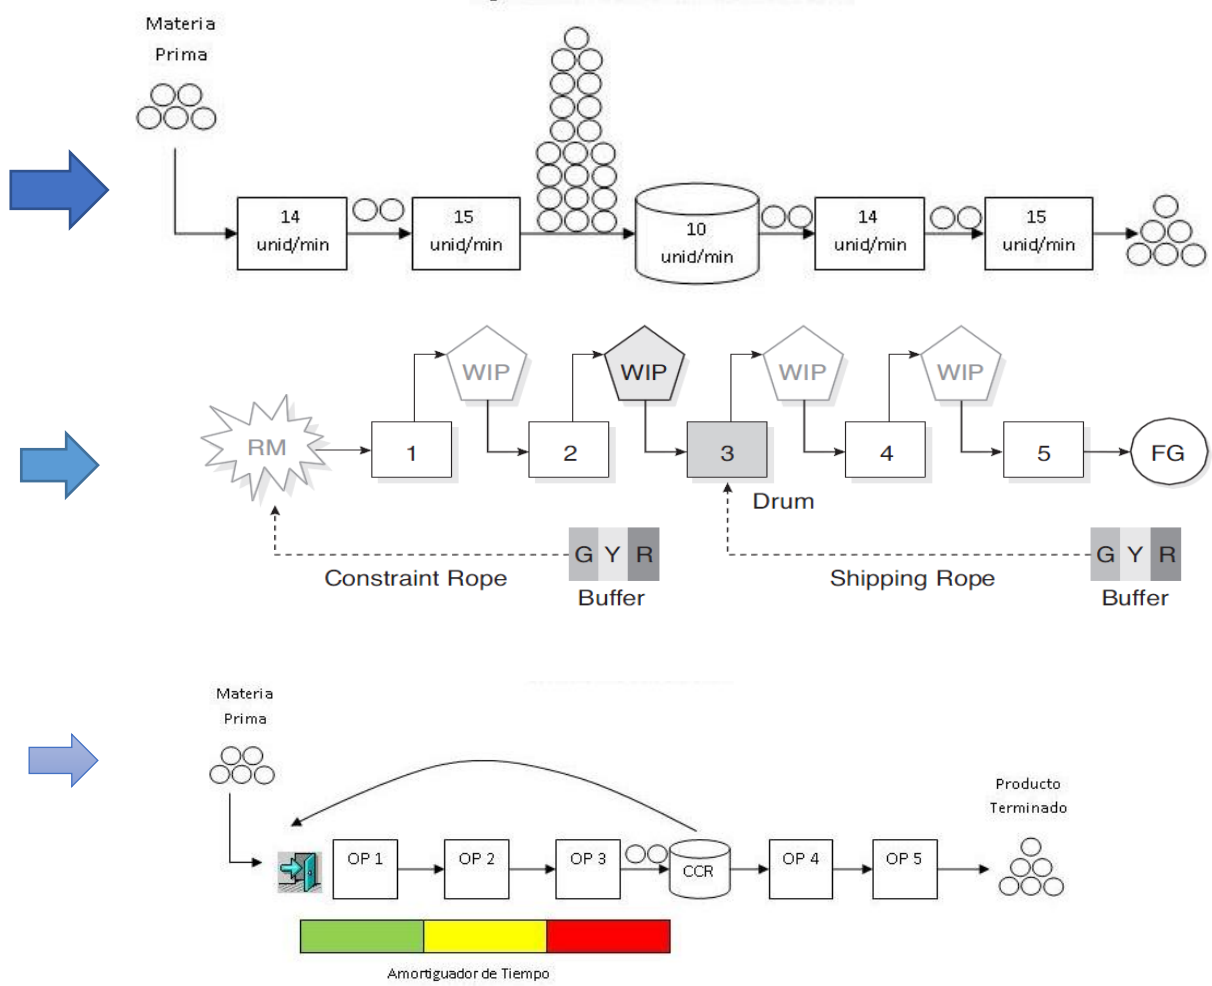 Materia
Prima
14
unid/min
15
unid/min
10
unid/min
14
unid/min
15
unid/min
WIP
WIP
WIP
WIP
RM
1
2
3
4
5
FG
Drum
G Y R
G Y R
Constraint Rope
Shipping Rope
Buffer
Buffer
Materia
Prima
Producto
Terminado
OP 1
OP 2
OP 3
CCR
OP 4
OP 5
Amortiguador de Tiempo